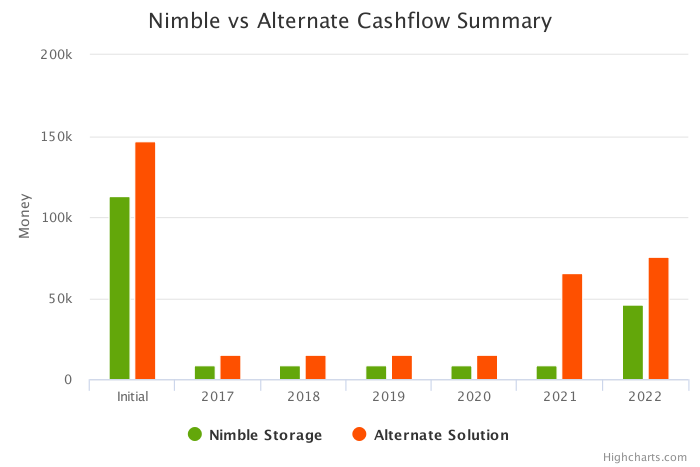 Nimble vs Alternate Cashflow Summary
200k
150k
100k
50k
0
Money
Initial 2017 2018 2019 2020 2021 2022
Nimble Storage Alternate Solution
Highcharts.com